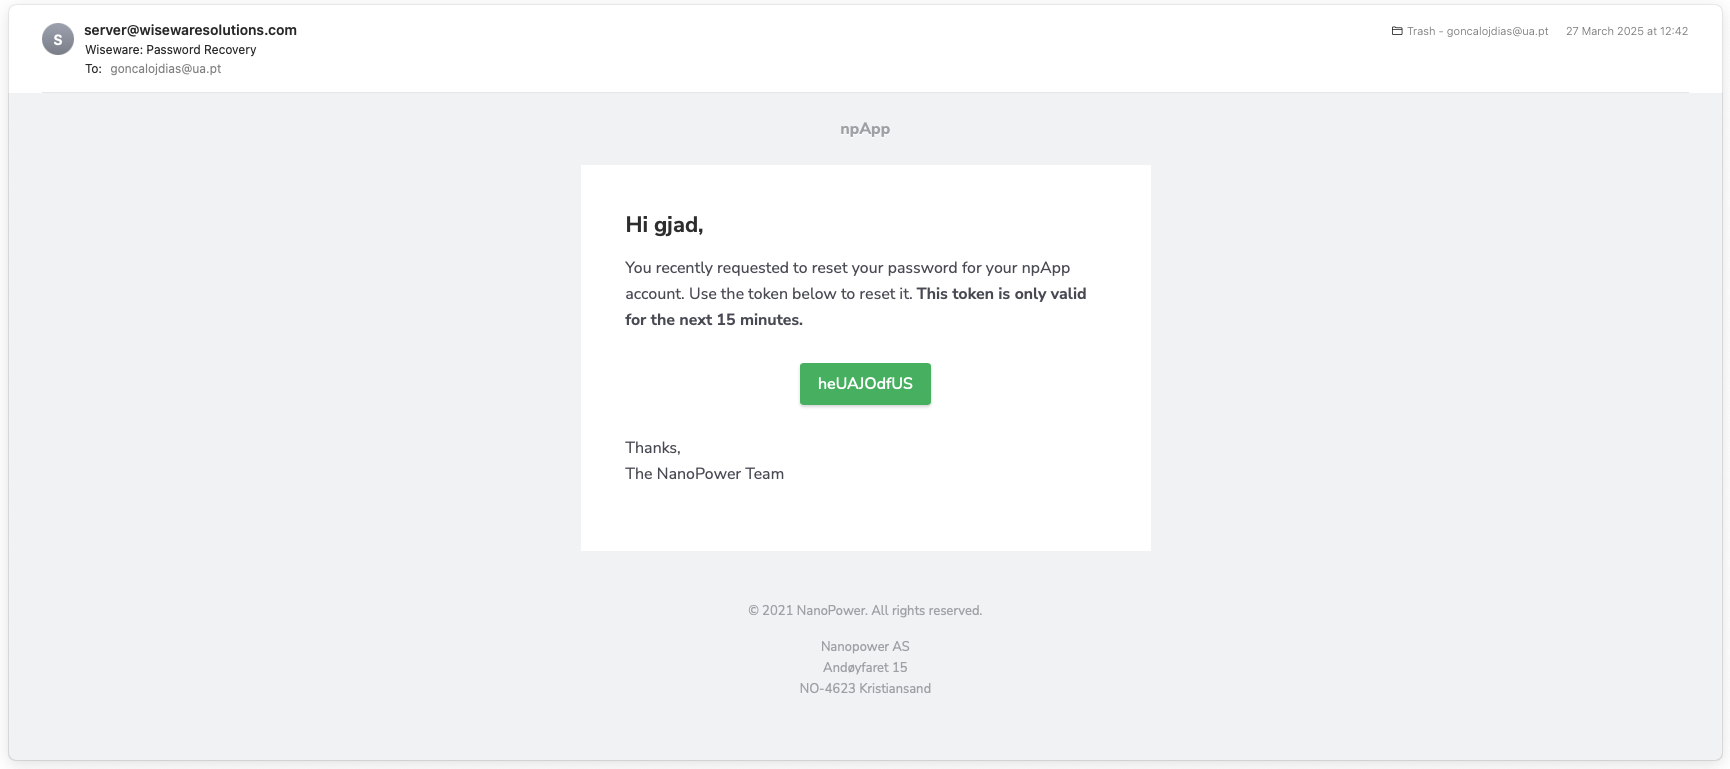 S
server@wisewaresolutions.com
Trash - goncalojdias@ua.pt
27 March 2025 at 12:42
Wiseware: Password Recovery
To: goncalojdias@ua.pt
npApp
Hi gjad,
You recently requested to reset your password for your npApp
account. Use the token below to reset it. This token is only valid
for the next 15 minutes.
heUAJOdfUS
Thanks,
The NanoPower Team
© 2021 NanoPower. All rights reserved.
Nanopower AS
Andøyfaret 15
NO-4623 Kristiansand